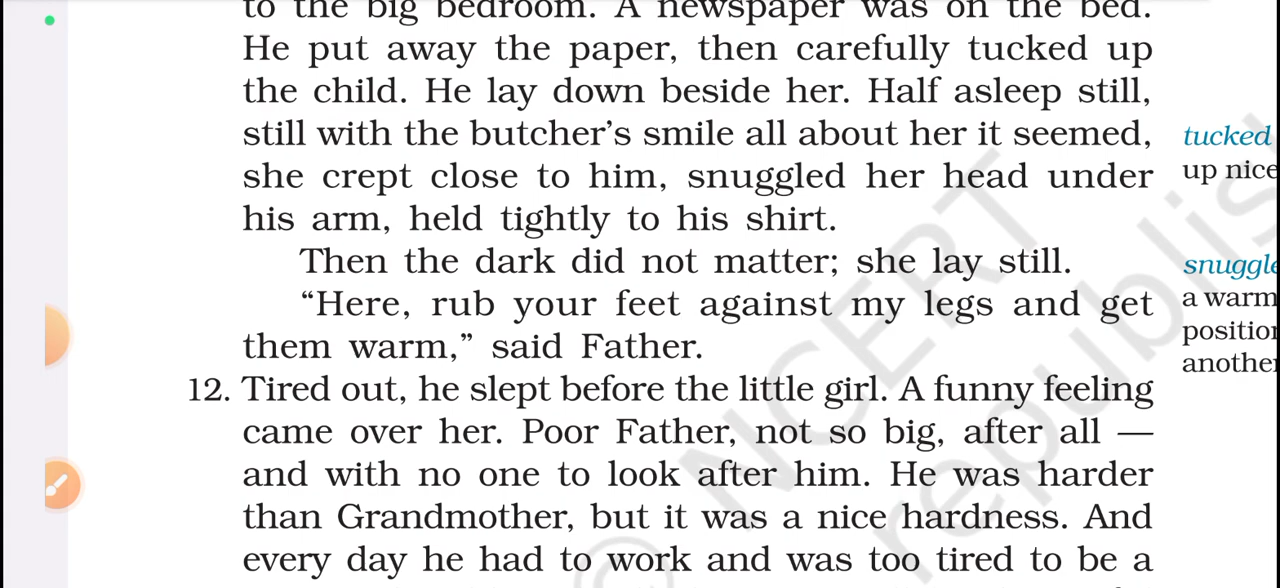 to the big bedroom. A newspaper was on the bed.
He put away the paper, then carefully tucked up
the child. He lay down beside her. Half asleep still,
still with the butcher's smile all about her it seemed,
she crept close to him, snuggled her head under
his arm, held tightly to his shirt.
Then the dark did not matter; she lay still.
“Here, rub your feet against my legs and get
them warm,” said Father.
12. Tired out, he slept before the little girl. A funny feeling
came over her. Poor Father, not so big, after all —
and with no one to look after him. He was harder
than Grandmother, but it was a nice hardness. And
every day he had to work and was too tired to be a
tucked
up nice
snuggle
a warm
position
another
© NCERT
republis